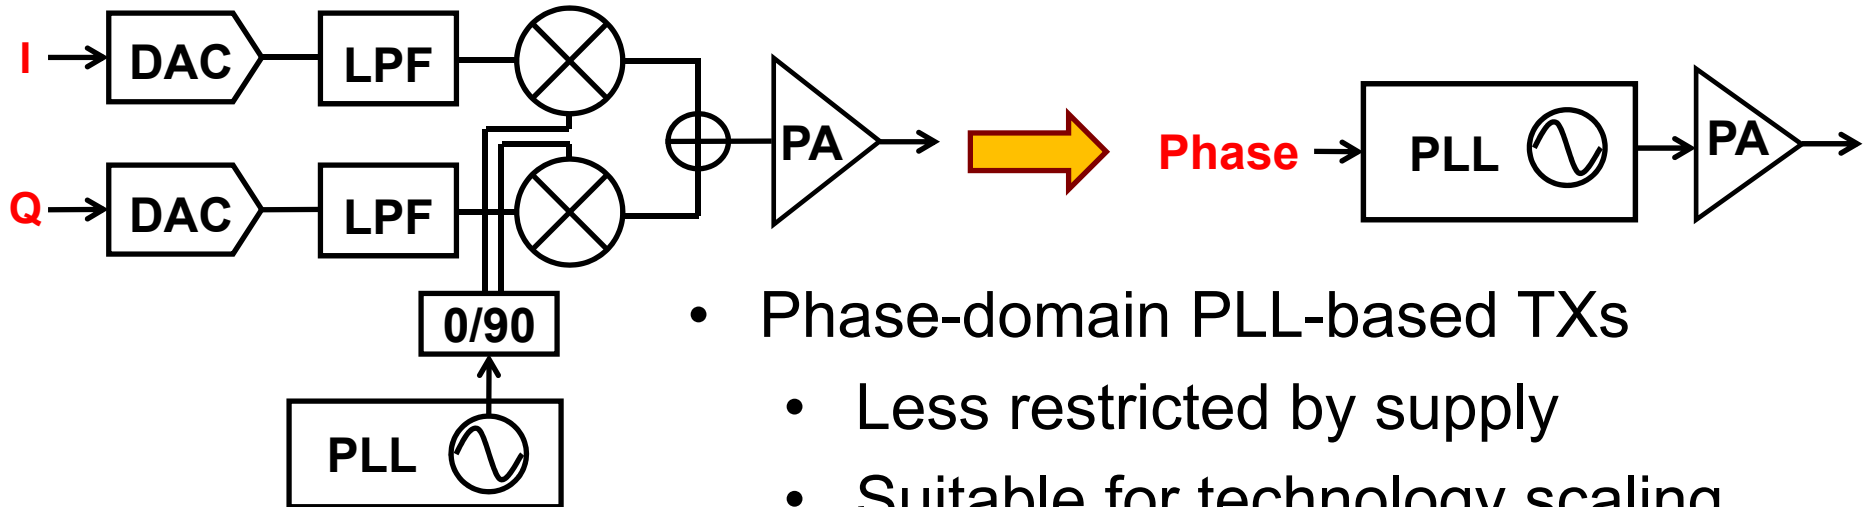 I
DAC
LPF
PA
Phase
PLL
PA
Q
DAC
LPF
0/90
PLL
• Phase-domain PLL-based TXs
• Less restricted by supply
• Suitable for technology scaling